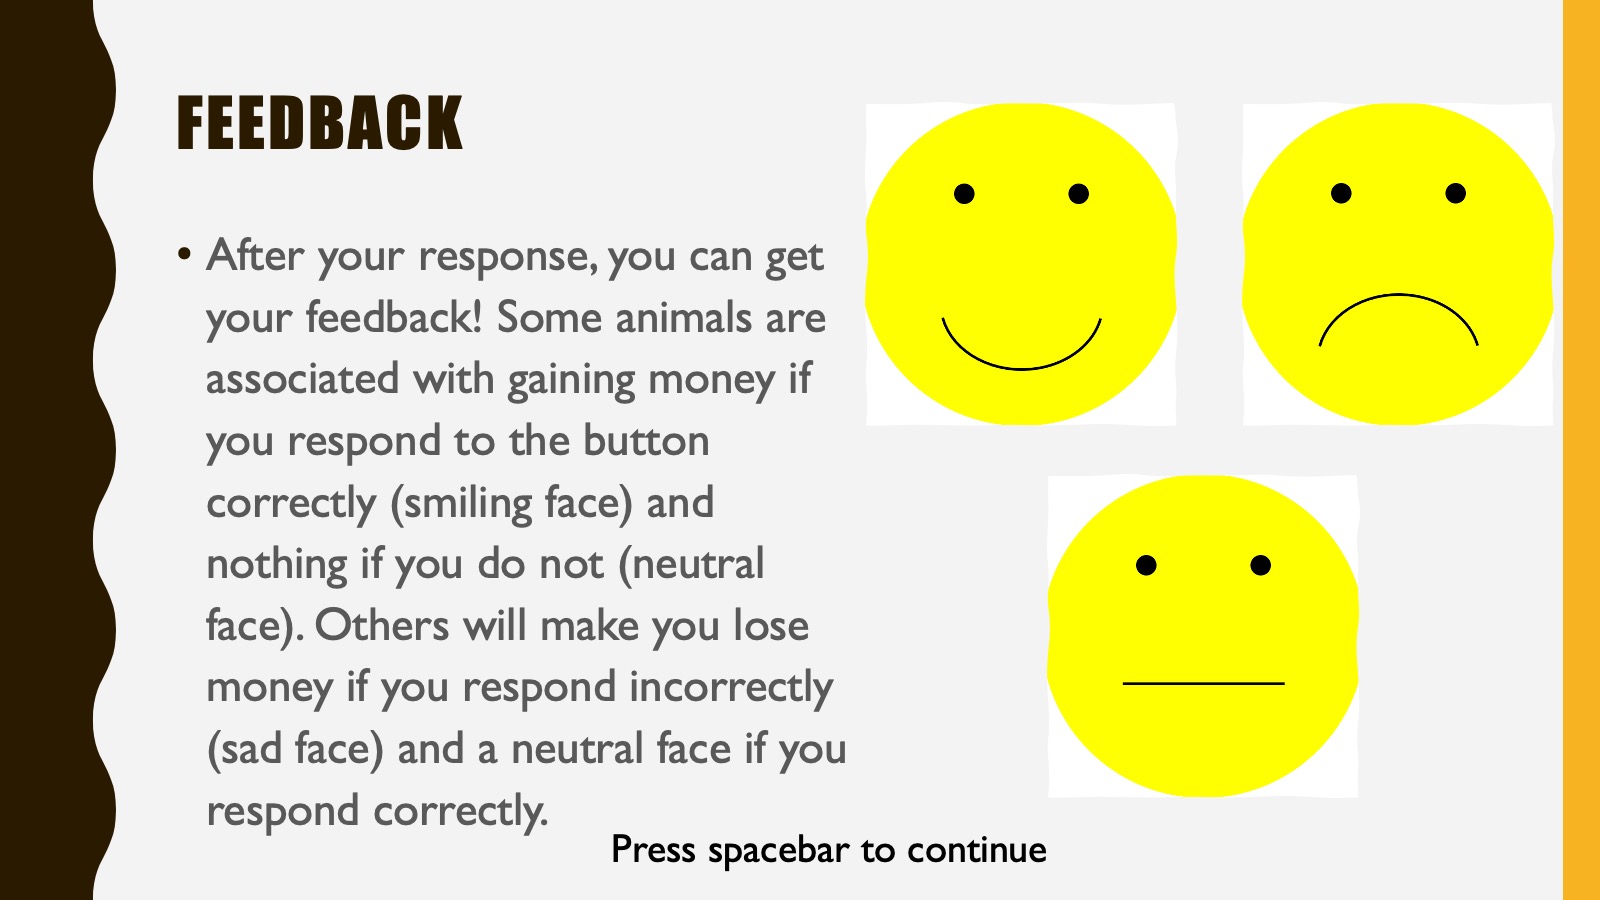 FEEDBACK
• After your response, you can get
your feedback! Some animals are
associated with gaining money if
you respond to the button
correctly (smiling face) and
nothing if you do not (neutral
face). Others will make you lose
money if you respond incorrectly
(sad face) and a neutral face if you
respond correctly.
Press spacebar to continue